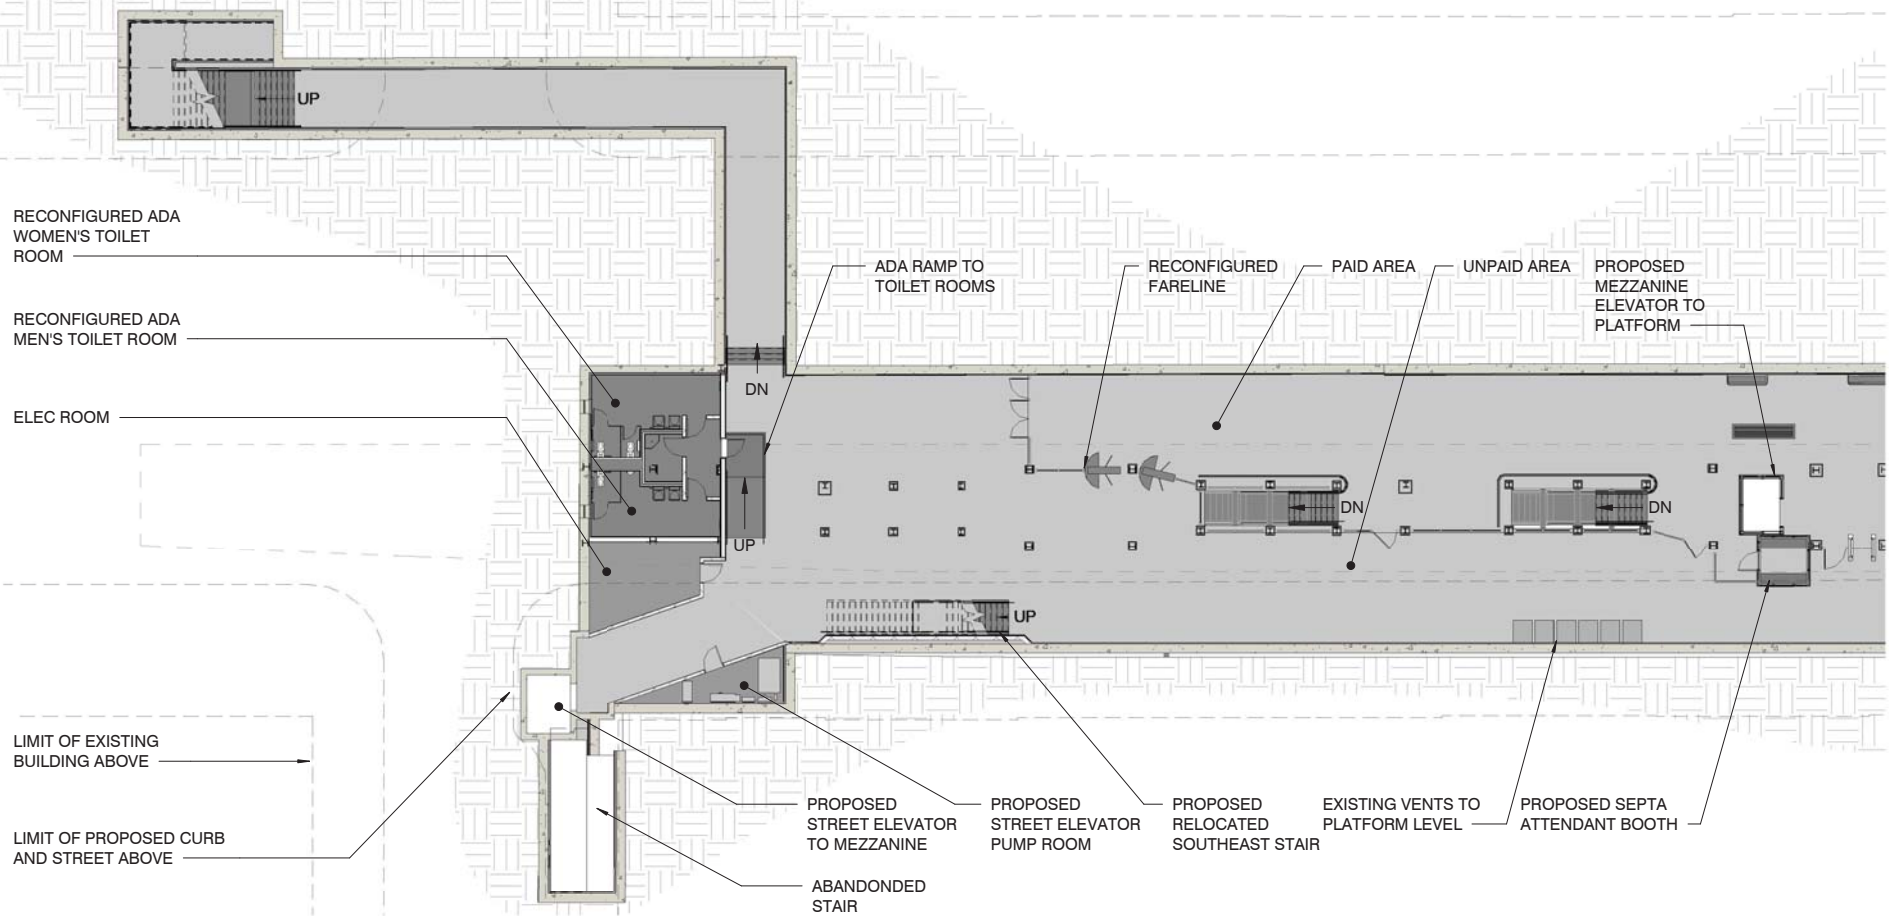 UP
RECONFIGURED ADA
WOMEN'S TOILET
ROOM
RECONFIGURED ADA
MEN'S TOILET ROOM
ELEC ROOM
ADA RAMP TO
TOILET ROOMS
RECONFIGURED
FARELINE
PAID AREA
UNPAID AREA
PROPOSED
MEZZANINE
ELEVATOR TO
PLATFORM
DN
DN
DN
UP
UP
LIMIT OF EXISTING
BUILDING ABOVE
LIMIT OF PROPOSED CURB
AND STREET ABOVE
PROPOSED
STREET ELEVATOR
TO MEZZANINE
PROPOSED
STREET ELEVATOR
PUMP ROOM
PROPOSED
RELOCATED
SOUTHEAST STAIR
EXISTING VENTS TO
PLATFORM LEVEL
PROPOSED SEPTA
ATTENDANT BOOTH
ABANDONDED
STAIR